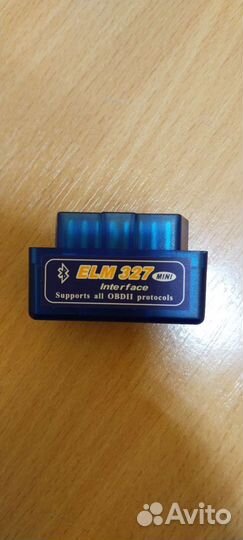 ELM 327 MINI
Interface
Supports all OBDII protocols
Avito